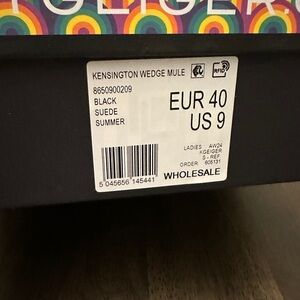 GEIGER
KENSINGTON WEDGE MULE
RFID
8650900209
BLACK
SUEDE
SUMMER
EUR 40
US 9
LADIES AW24
KGEIGER
S - REF:
ORDER: 605131
5 045656 145441
WHOLESALE